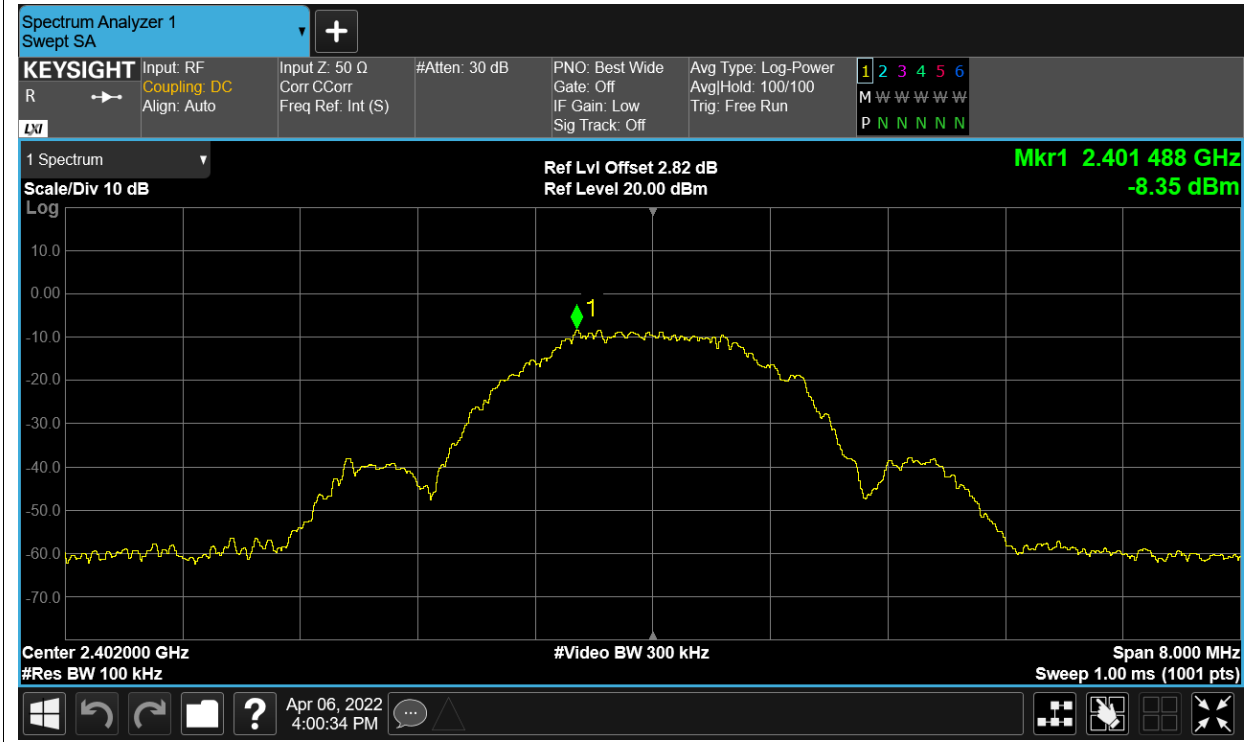 Spectrum Analyzer 1
Swept SA
KEYSIGHT
R
LXI
Input: RF
Coupling: DC
Align: Auto
Input Z: 50 Ω
Corr CCorr
Freq Ref: Int (S)
#Atten: 30 dB
PNO: Best Wide
Gate: Off
IF Gain: Low
Sig Track: Off
Avg Type: Log-Power
Avg|Hold: 100/100
Trig: Free Run
1 2 3 4 5 6
M W W W W W
P N N N N N
1 Spectrum
Scale/Div 10 dB
Log
Ref Lvl Offset 2.82 dB
Ref Level 20.00 dBm
Mkr1 2.401 488 GHz
-8.35 dBm
10.0
0.00
1
-10.0
-20.0
-30.0
-40.0
-50.0
-60.0
-70.0
Center 2.402000 GHz
#Video BW 300 kHz
Span 8.000 MHz
#Res BW 100 kHz
Sweep 1.00 ms (1001 pts)
?
Apr 06, 2022
4:00:34 PM